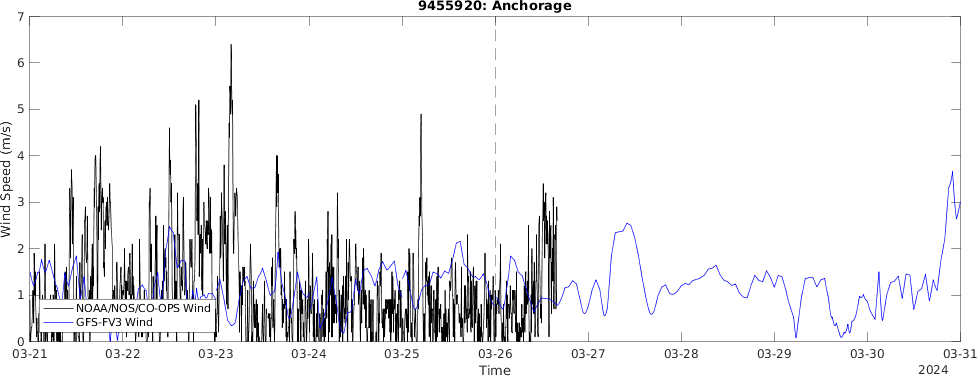 9455920: Anchorage
Wind Speed (m/s)
7
6
5
4
3
2
1
0
NOAA/NOS/CO-OPS Wind
GFS-FV3 Wind
03-21 03-22 03-23 03-24 03-25 03-26 03-27 03-28 03-29 03-30 03-31
Time
2024